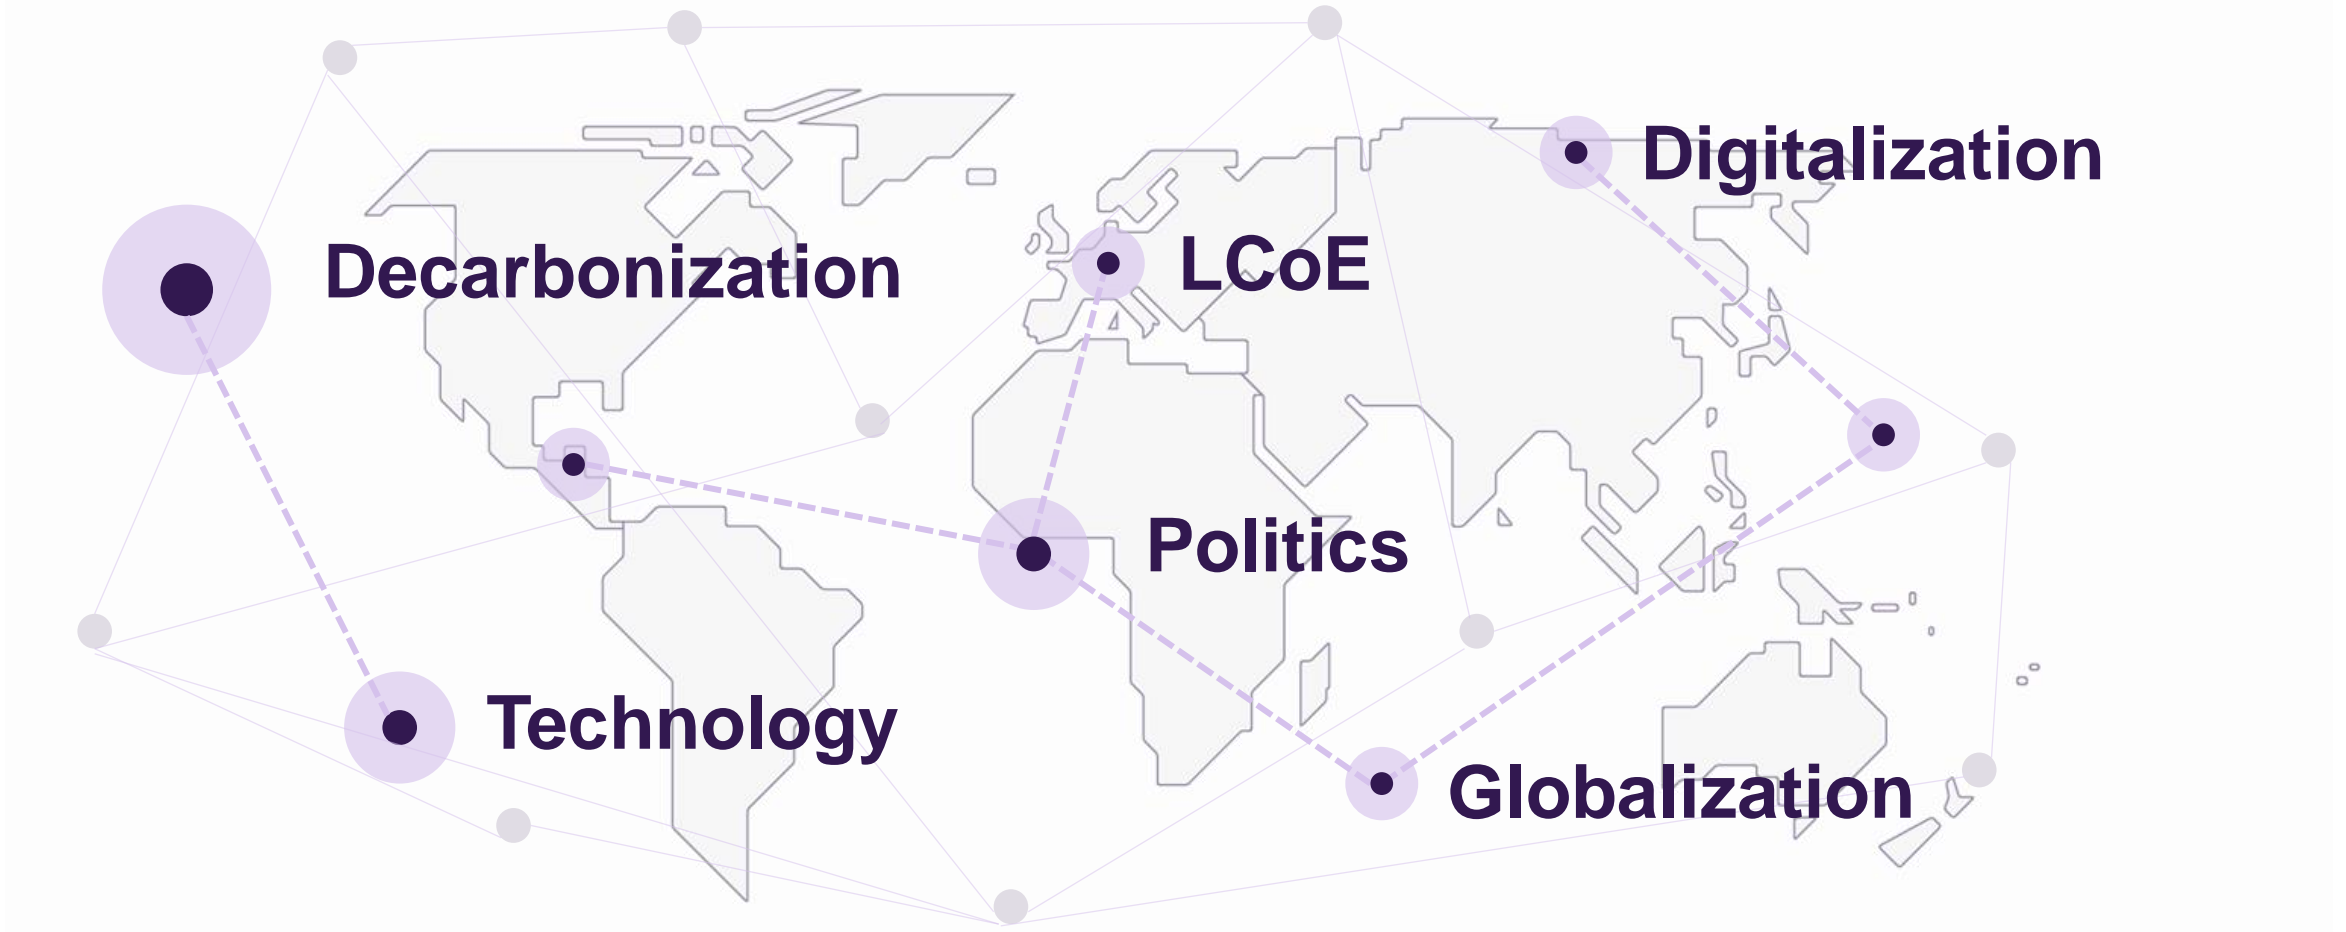 Digitalization
Decarbonization
LCoE
Politics
Technology
Globalization